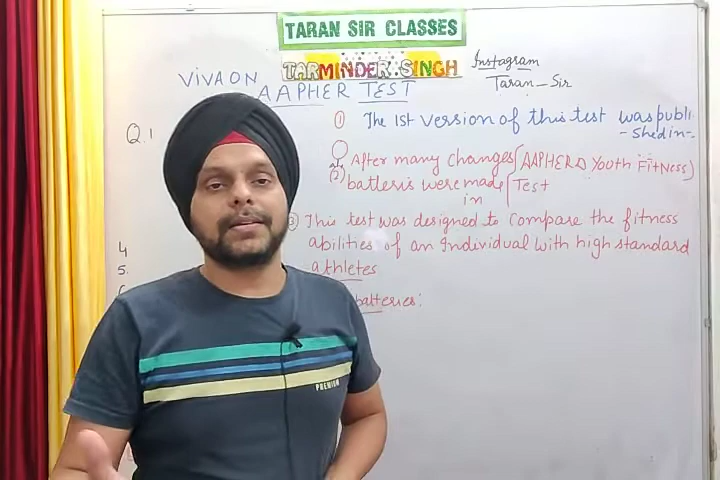 TARAN SIR CLASSES
TARMINDER SINGH
Instagram
Taran-Sir
VIVA ON
AAPHER TEST
Q.1
① The 1st version of this test was publi-
-shed in-
After many changes (AAPHERD Youth Fitness)
(2) batteris were made Test
in
③ This test was designed to compare the fitness
abilities of an Individual with high standard
athletes
4
5.
batteries:
PREMIUM